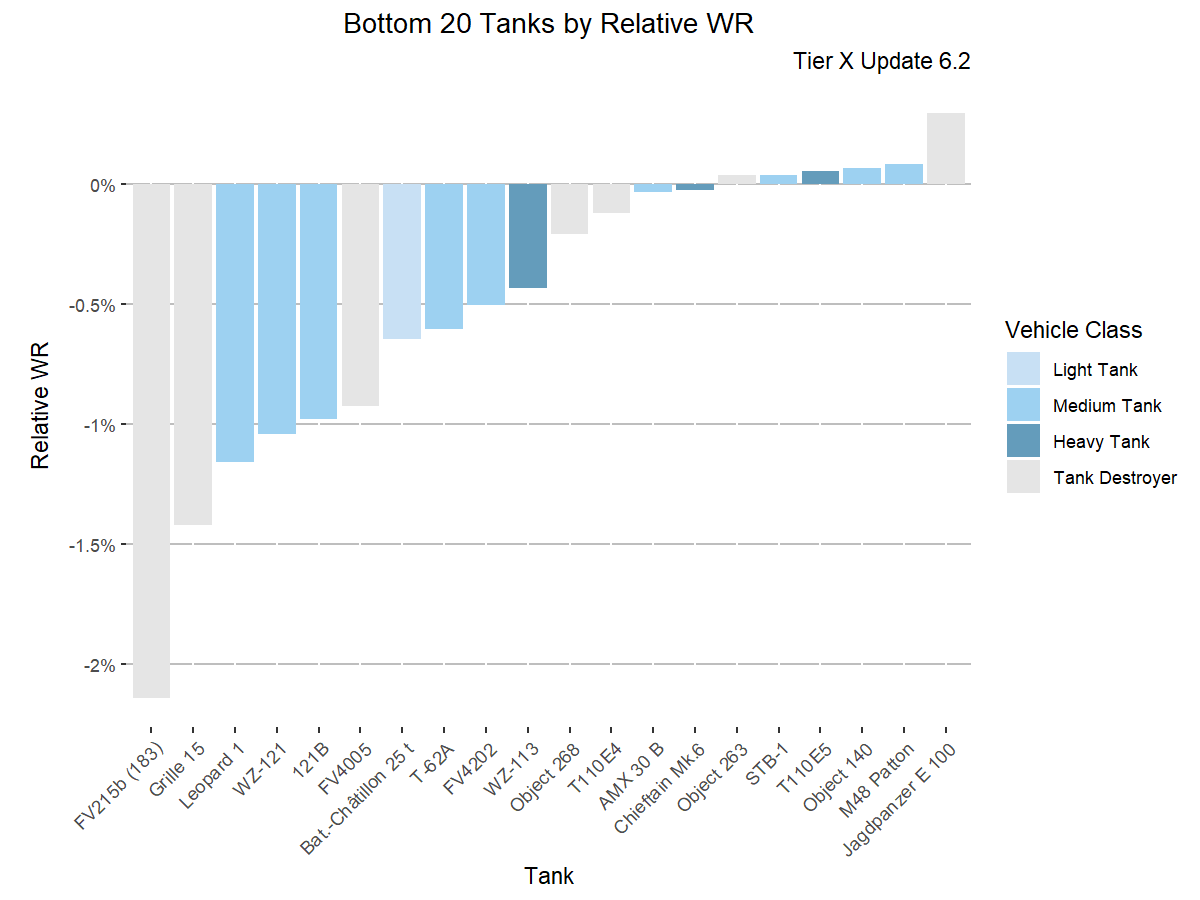 Bottom 20 Tanks by Relative WR
Tier X Update 6.2
Relative WR
0%
-0.5%
-1%
-1.5%
-2%
FV215b (183)
Grille 15
Leopard 1
WZ-121
121B
FV4005
Bat.-Châtillon 25 t
T-62A
FV4202
WZ-113
Object 268
T110E4
AMX 30 B
Chieftain Mk.6
Object 263
STB-1
T110E5
Object 140
M48 Patton
Jagdpanzer E 100
Tank
Vehicle Class
Light Tank
Medium Tank
Heavy Tank
Tank Destroyer